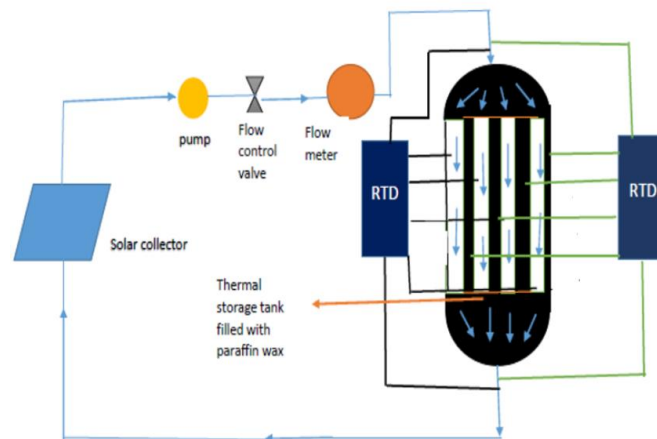 pump
Flow
control
valve
Flow
meter
RTD
RTD
Solar collector
Thermal
storage tank
filled with
paraffin wax